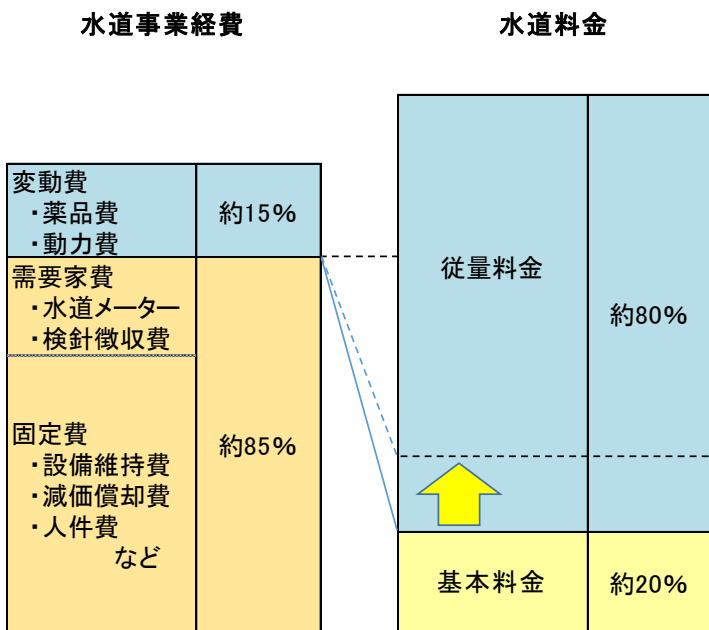 水道事業経費
水道料金
変動費
・薬品費
・動力費
約15%
需要家費
・水道メーター
・検針徴収費
固定費
・設備維持費
・減価償却費
・人件費
など
約85%
従量料金
約80%
基本料金
約20%